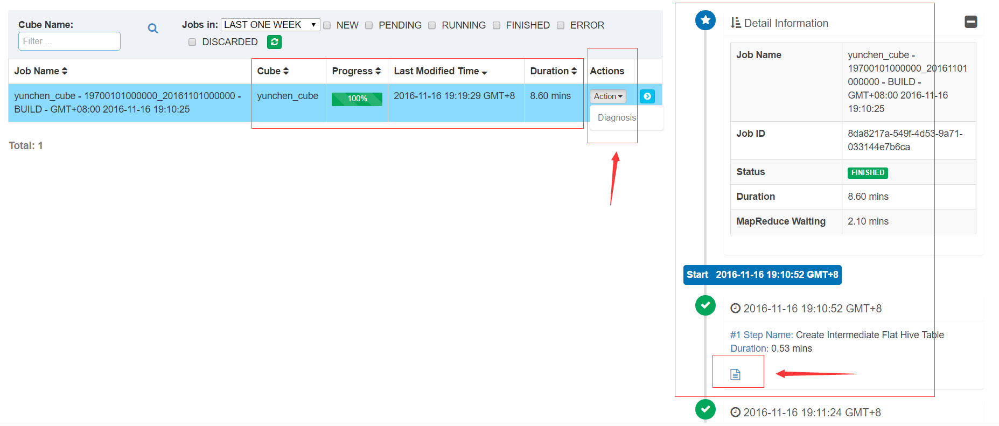 Cube Name:
Filter ...
Jobs in: LAST ONE WEEK NEW PENDING RUNNING FINISHED ERROR
DISCARDED
Job Name Cube Progress Last Modified Time Duration Actions
yunchen_cube - 19700101000000_20161101000000 -
BUILD - GMT+08:00 2016-11-16 19:10:25
yunchen_cube
100%
2016-11-16 19:19:29 GMT+8
8.60 mins
Action
Diagnosis
Total: 1
Detail Information
Job Name
yunchen_cube -
19700101000000_20161101
000000 - BUILD -
GMT+08:00 2016-11-16
19:10:25
Job ID
8da8217a-549f-4d53-9a71-
033144e7b6ca
Status FINISHED
Duration 8.60 mins
MapReduce Waiting 2.10 mins
Start 2016-11-16 19:10:52 GMT+8
2016-11-16 19:10:52 GMT+8
#1 Step Name: Create Intermediate Flat Hive Table
Duration: 0.53 mins
2016-11-16 19:11:24 GMT+8